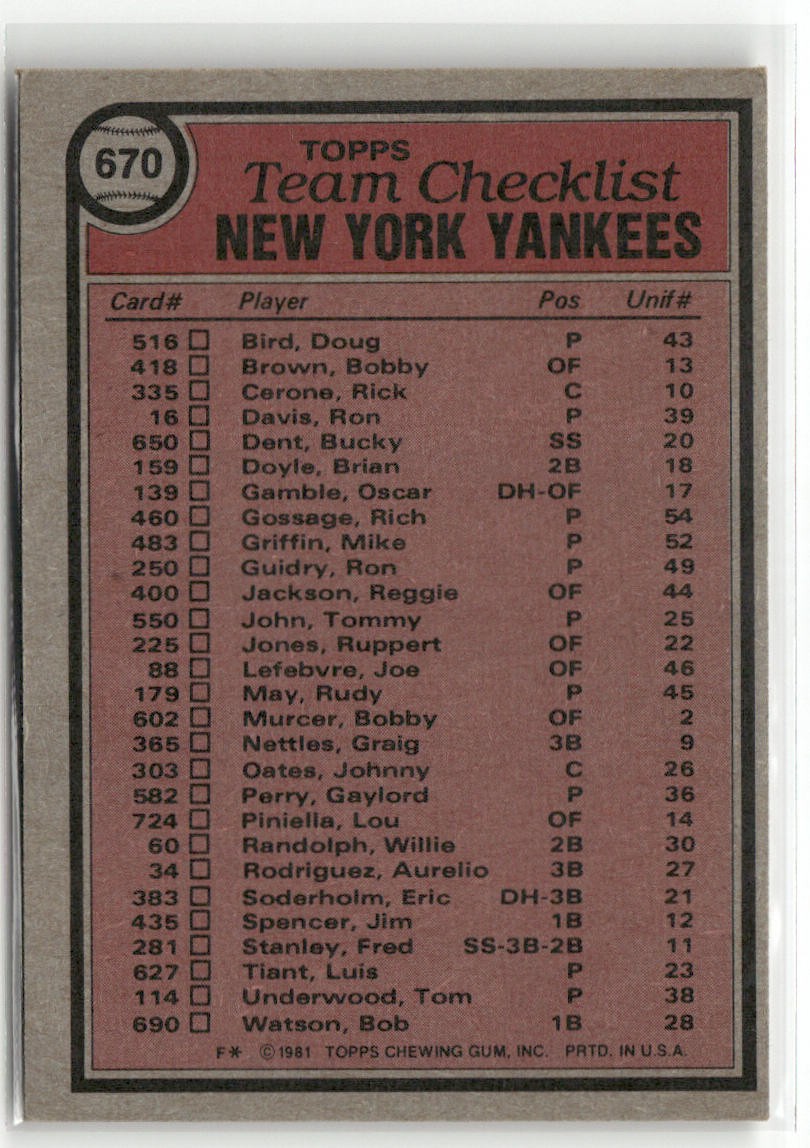 670
TOPPS
Team Checklist
NEW YORK YANKEES
Card# Player Pos Unif#
516 Bird, Doug P 43
418 Brown, Bobby OF 13
335 Cerone, Rick C 10
16 Davis, Ron P 39
650 Dent, Bucky SS 20
159 Doyle, Brian 2B 18
139 Gamble, Oscar DH-OF 17
460 Gossage, Rich P 54
483 Griffin, Mike P 52
250 Guidry, Ron P 49
400 Jackson, Reggie OF 44
550 John, Tommy P 25
225 Jones, Ruppert OF 22
88 Lefebvre, Joe OF 46
179 May, Rudy P 45
602 Murcer, Bobby OF 2
365 Nettles, Graig 3B 9
303 Oates, Johnny C 26
582 Perry, Gaylord P 36
724 Piniella, Lou OF 14
60 Randolph, Willie 2B 30
34 Rodriguez, Aurelio 3B 27
383 Soderholm, Eric DH-3B 21
435 Spencer, Jim 1B 12
281 Stanley, Fred SS-3B-2B 11
627 Tiant, Luis P 23
114 Underwood, Tom P 38
690 Watson, Bob 1B 28
F* ©1981 TOPPS CHEWING GUM, INC. PRTD. IN U.S.A.